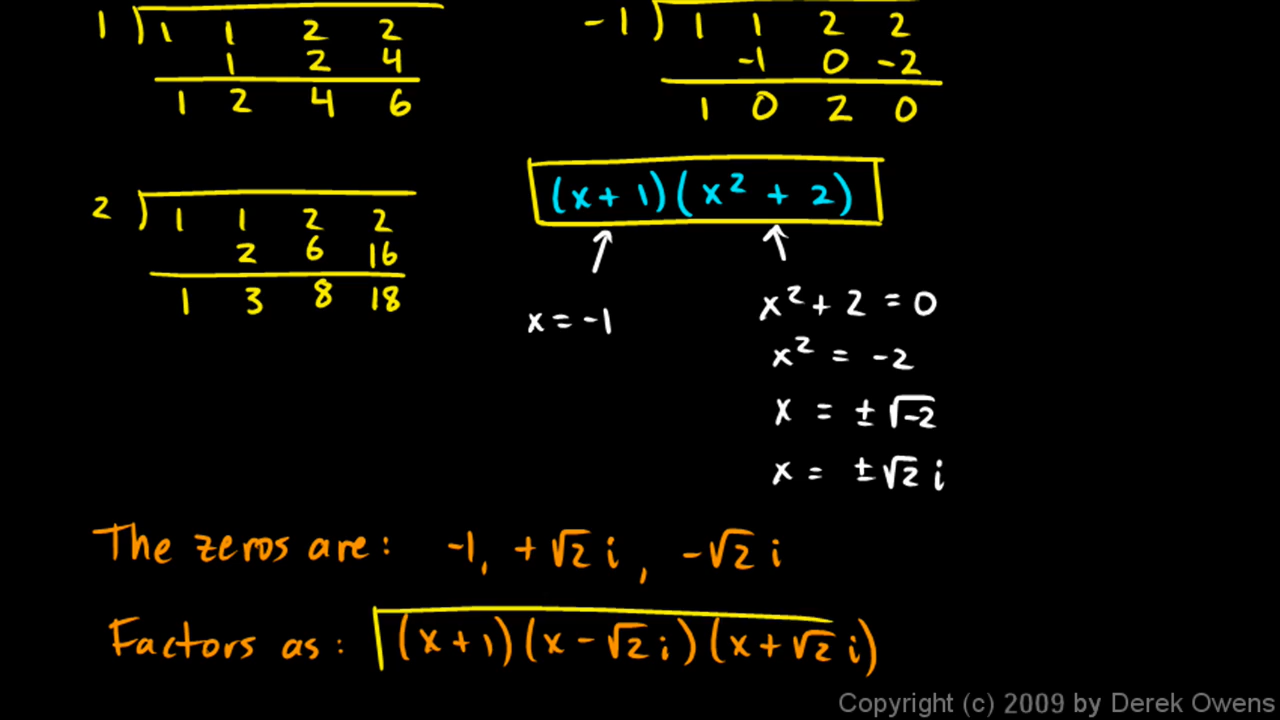 1 ) 1 1 2 2
1 2 4
1 2 4 6
-1 ) 1 1 2 2
-1 0 -2
1 0 2 0
2 ) 1 1 2 2
2 6 16
1 3 8 18
(x + 1)(x² + 2)
x = -1
x² + 2 = 0
x² = -2
x = ±√-2
x = ±√2 i
The zeros are: -1, +√2 i, -√2 i
Factors as: (x + 1)(x - √2 i)(x + √2 i)
Copyright (c) 2009 by Derek Owens